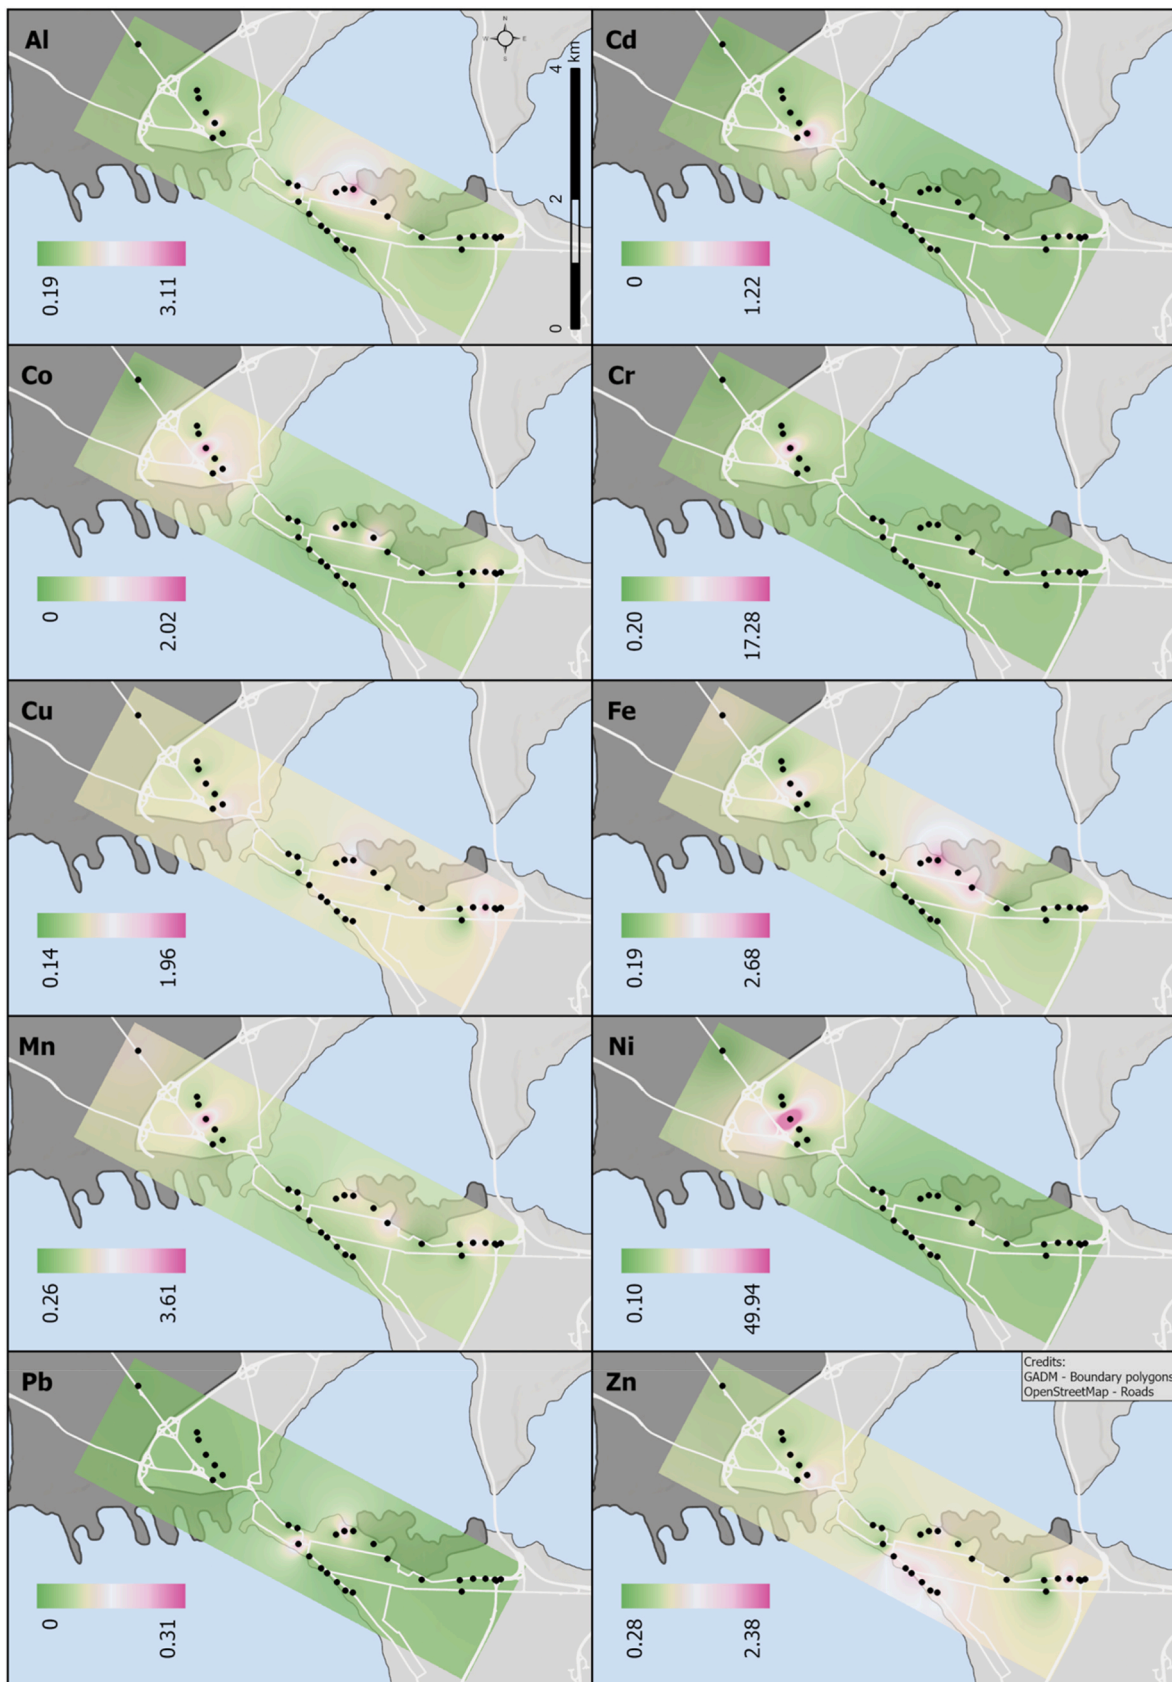 Al
N
W E
S
4
km
2
0
0.19
3.11
Cd
0
1.22
Co
0
2.02
Cr
0.20
17.28
Cu
0.14
1.96
Fe
0.19
2.68
Mn
0.26
3.61
Ni
0.10
49.94
Pb
0
0.31
Zn
0.28
2.38
Credits:
GADM - Boundary polygons
OpenStreetMap - Roads